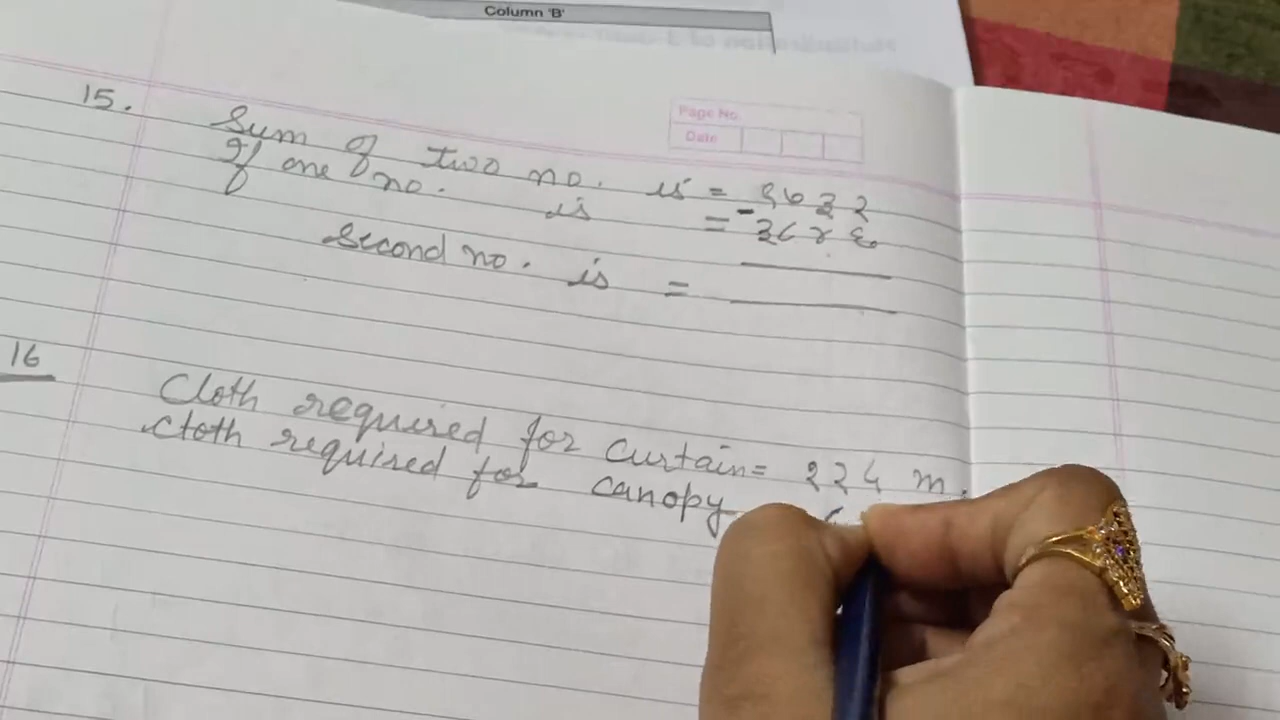 Column 'B'
Page No.
Date
15.
Sum of two no. is = ९७३२
If one no. is = -
Second no. is =
16
Cloth required for curtain = m.
Cloth required for canopy